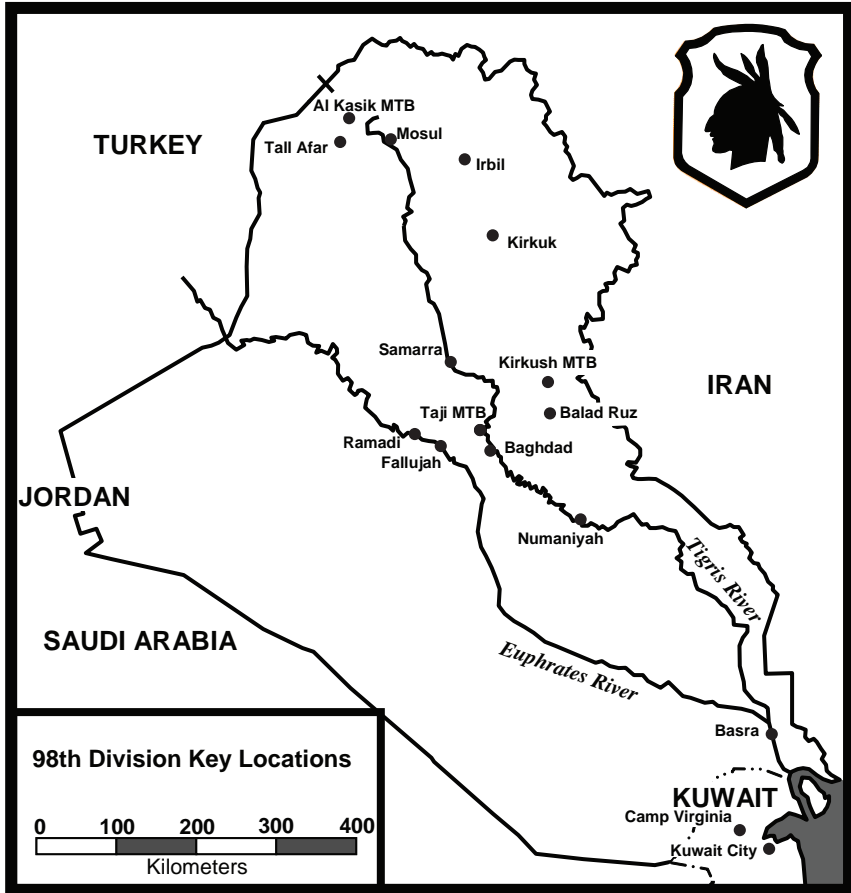 Al Kasik MTB
TURKEY
Mosul
Tall Afar
Irbil
Kirkuk
Samarra
Kirkush MTB
IRAN
Taji MTB
Balad Ruz
Ramadi
Baghdad
Fallujah
JORDAN
Numaniyah
Tigris River
SAUDI ARABIA
Euphrates River
Basra
98th Division Key Locations
KUWAIT
Camp Virginia
0 100 200 300 400
Kuwait City
Kilometers